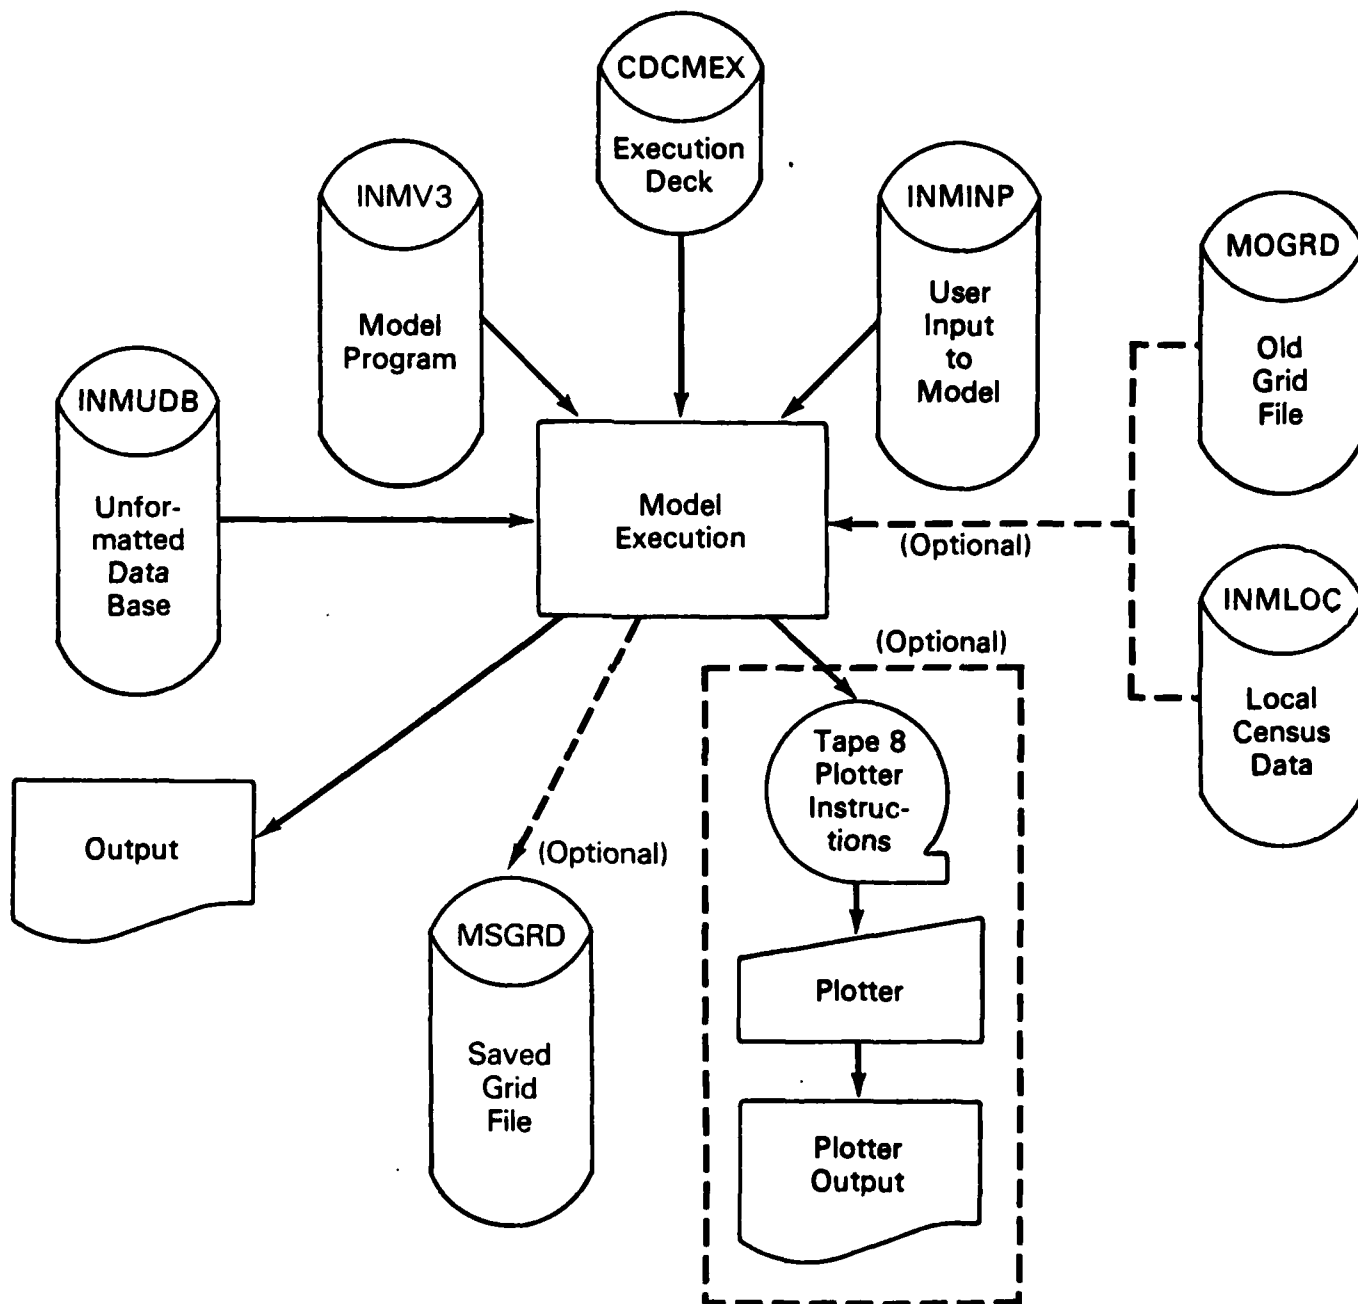 CDCMEX
Execution
Deck
INMV3
Model
Program
INMINP
User
Input
to
Model
MOGRD
Old
Grid
File
INMUDB
Unfor-
matted
Data
Base
Model
Execution
(Optional)
INMLOC
Local
Census
Data
(Optional)
Tape 8
Plotter
Instruc-
tions
Output
(Optional)
MSGRD
Saved
Grid
File
Plotter
Plotter
Output